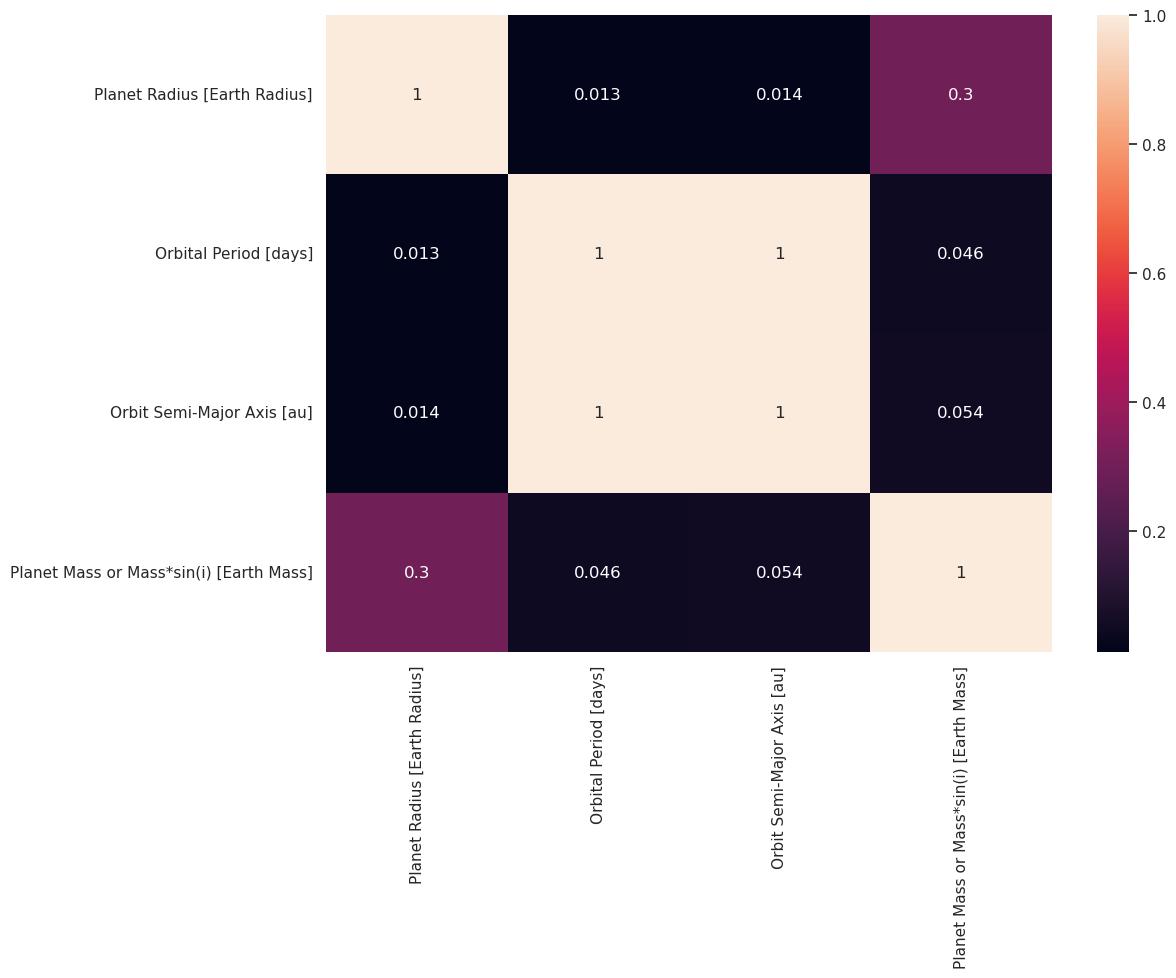 Planet Radius [Earth Radius]
1
0.013
0.014
0.3
Orbital Period [days]
0.013
1
1
0.046
Orbit Semi-Major Axis [au]
0.014
1
1
0.054
Planet Mass or Mass*sin(i) [Earth Mass]
0.3
0.046
0.054
1
Planet Radius [Earth Radius]
Orbital Period [days]
Orbit Semi-Major Axis [au]
Planet Mass or Mass*sin(i) [Earth Mass]
1.0
0.8
0.6
0.4
0.2